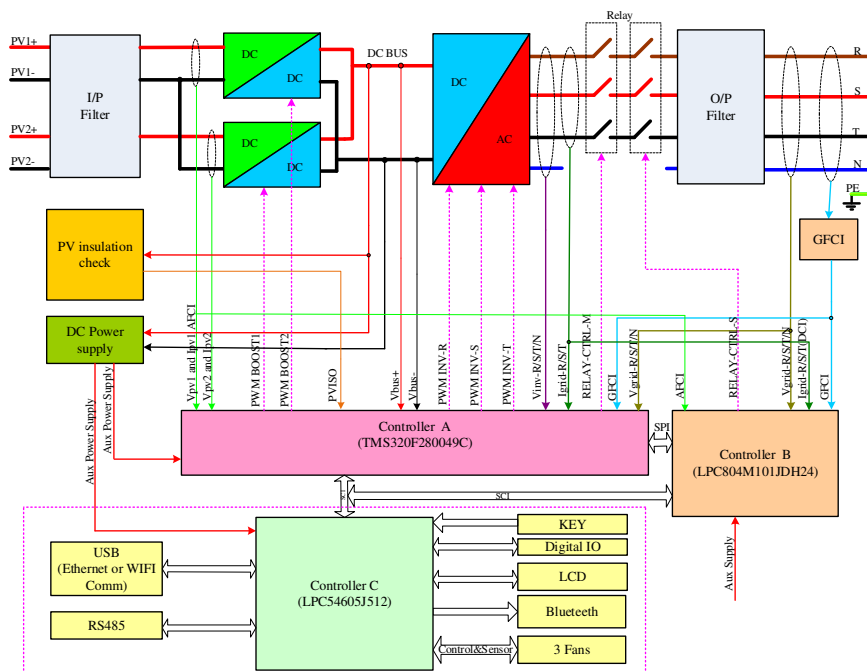 Relay
PV1+
PV1-
PV2+
PV2-
I/P
Filter
DC
DC
DC
DC
DC BUS
DC
AC
O/P
Filter
R
S
T
N
PE
GFCI
PV insulation
check
DC Power
supply
Aux Power Supply
Aux Power Supply
Vpv1 and Ipv1
AFCI
Vpv2 and Ipv2
PWM BOOST1
PWM BOOST2
PVISO
Vbus+
Vbus-
PWM INV-R
PWM INV-S
PWM INV-T
Vinv-R/S/T/N
Igrid-R/S/T
RELAY-CTRL-M
GFCI
Vgrid-R/S/T/N
AFCI
RELAY-CTRL-S
Vgrid-R/S/T/N
Igrid-R/S/T(DCI)
GFCI
Controller A
(TMS320F280049C)
SPI
Controller B
(LPC804M101JDH24)
SCI
SCI
Aux Supply
Controller C
(LPC54605J512)
USB
(Ethernet or WIFI
Comm)
RS485
KEY
Digital IO
LCD
Blueteeth
Control&Sensor
3 Fans